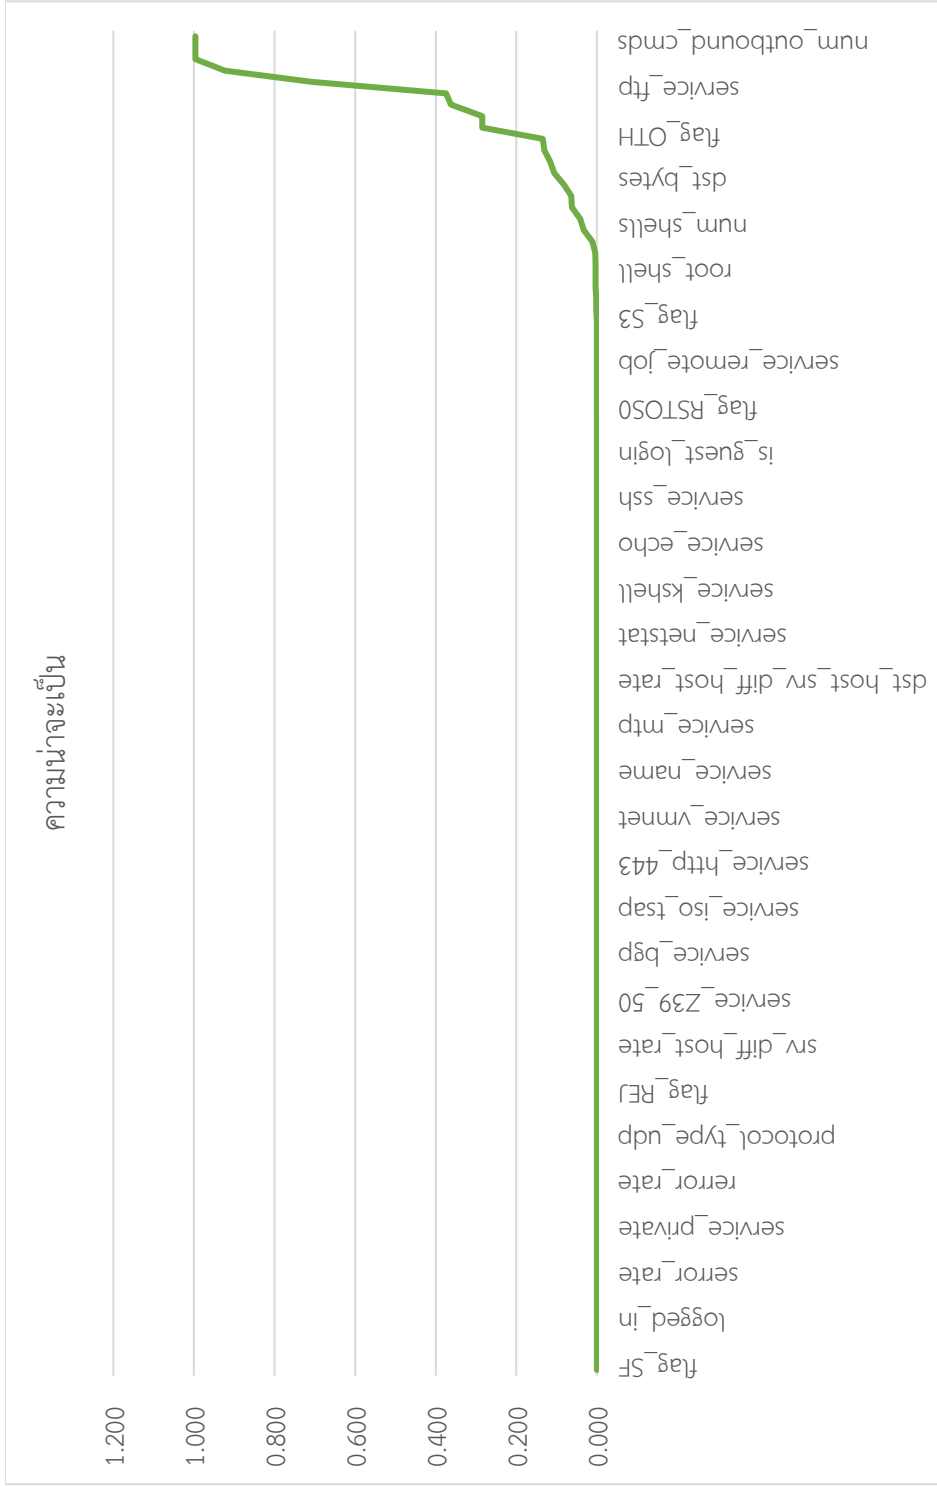 ความน่าจะเป็น
1.200
1.000
0.800
0.600
0.400
0.200
0.000
flag_SF
logged_in
serror_rate
service_private
rerror_rate
protocol_type_udp
flag_REJ
srv_diff_host_rate
service_Z39_50
service_bgp
service_iso_tsap
service_http_443
service_vmnet
service_name
service_mtp
dst_host_srv_diff_host_rate
service_netstat
service_kshell
service_echo
service_ssh
is_guest_login
flag_RSTOS0
service_remote_job
flag_S3
root_shell
num_shells
dst_bytes
flag_OTH
service_ftp
num_outbound_cmds